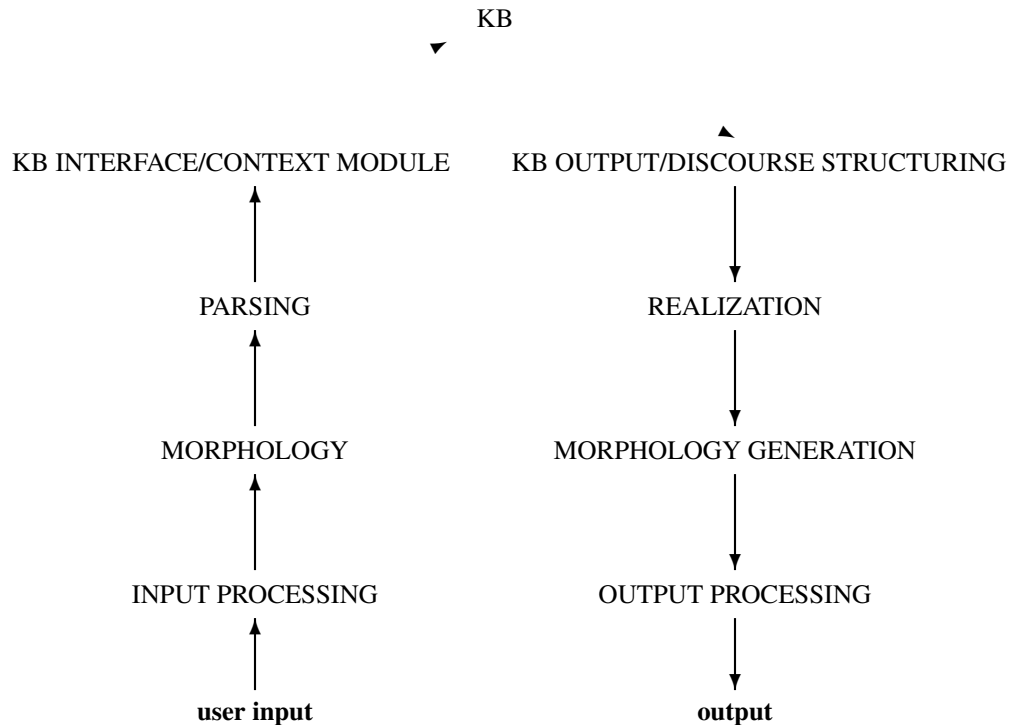 KB
KB INTERFACE/CONTEXT MODULE
KB OUTPUT/DISCOURSE STRUCTURING
PARSING
REALIZATION
MORPHOLOGY
MORPHOLOGY GENERATION
INPUT PROCESSING
OUTPUT PROCESSING
user input
output